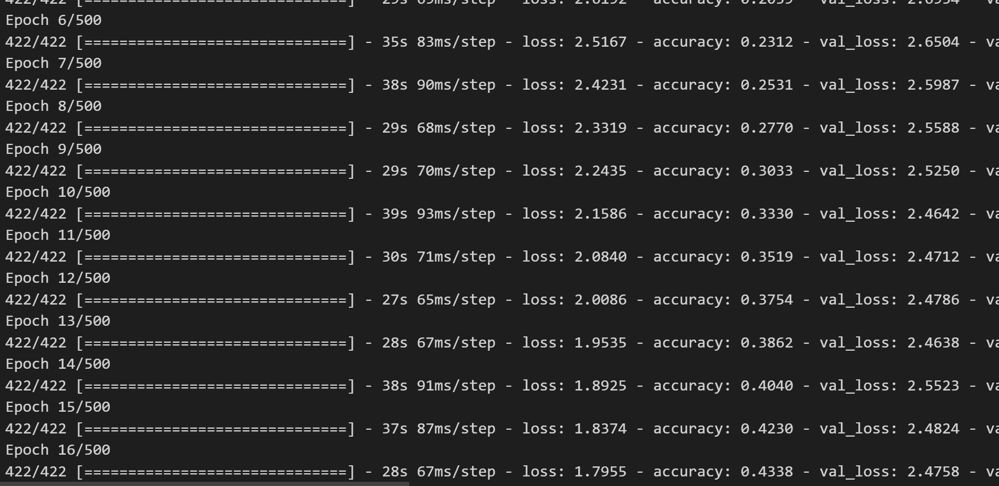 422/422 [==============================] - 29s 69ms/step - loss: 2.6192 - accuracy: 0.2059 - val_loss: 2.6954 - va
Epoch 6/500
422/422 [==============================] - 35s 83ms/step - loss: 2.5167 - accuracy: 0.2312 - val_loss: 2.6504 - va
Epoch 7/500
422/422 [==============================] - 38s 90ms/step - loss: 2.4231 - accuracy: 0.2531 - val_loss: 2.5987 - va
Epoch 8/500
422/422 [==============================] - 29s 68ms/step - loss: 2.3319 - accuracy: 0.2770 - val_loss: 2.5588 - va
Epoch 9/500
422/422 [==============================] - 29s 70ms/step - loss: 2.2435 - accuracy: 0.3033 - val_loss: 2.5250 - va
Epoch 10/500
422/422 [==============================] - 39s 93ms/step - loss: 2.1586 - accuracy: 0.3330 - val_loss: 2.4642 - va
Epoch 11/500
422/422 [==============================] - 30s 71ms/step - loss: 2.0840 - accuracy: 0.3519 - val_loss: 2.4712 - va
Epoch 12/500
422/422 [==============================] - 27s 65ms/step - loss: 2.0086 - accuracy: 0.3754 - val_loss: 2.4786 - va
Epoch 13/500
422/422 [==============================] - 28s 67ms/step - loss: 1.9535 - accuracy: 0.3862 - val_loss: 2.4638 - va
Epoch 14/500
422/422 [==============================] - 38s 91ms/step - loss: 1.8925 - accuracy: 0.4040 - val_loss: 2.5523 - va
Epoch 15/500
422/422 [==============================] - 37s 87ms/step - loss: 1.8374 - accuracy: 0.4230 - val_loss: 2.4824 - va
Epoch 16/500
422/422 [==============================] - 28s 67ms/step - loss: 1.7955 - accuracy: 0.4338 - val_loss: 2.4758 - va